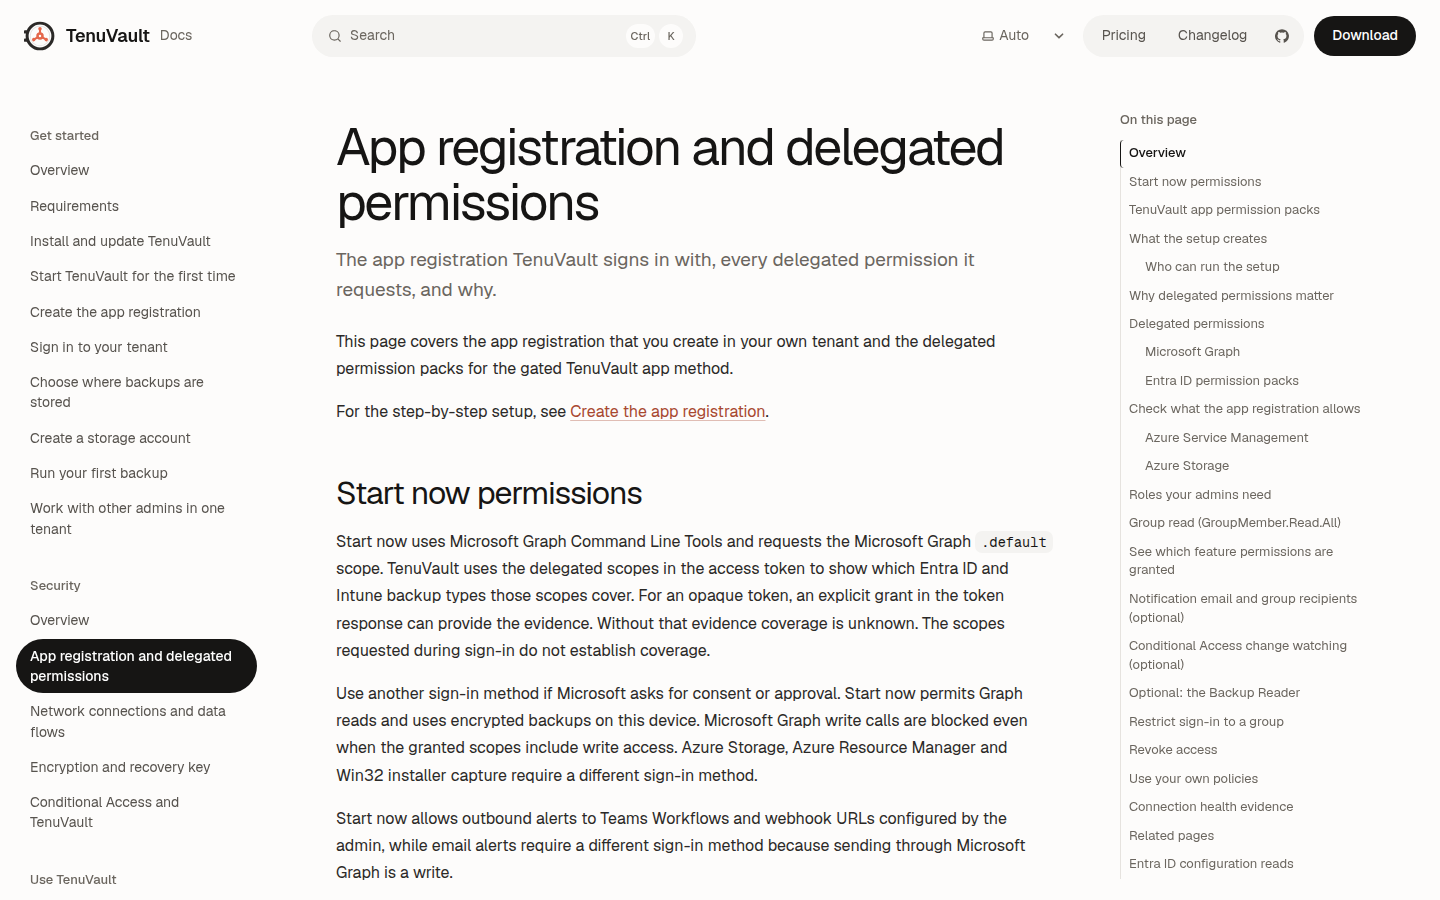 TenuVault Docs
Search
Ctrl K
Auto
Pricing
Changelog
Download
Get started
Overview
Requirements
Install and update TenuVault
Start TenuVault for the first time
Create the app registration
Sign in to your tenant
Choose where backups are
stored
Create a storage account
Run your first backup
Work with other admins in one
tenant
Security
Overview
App registration and delegated
permissions
Network connections and data
flows
Encryption and recovery key
Conditional Access and
TenuVault
Use TenuVault
App registration and delegated
permissions
The app registration TenuVault signs in with, every delegated permission it
requests, and why.
This page covers the app registration that you create in your own tenant and the delegated
permission packs for the gated TenuVault app method.
For the step-by-step setup, see Create the app registration.
Start now permissions
Start now uses Microsoft Graph Command Line Tools and requests the Microsoft Graph .default
scope. TenuVault uses the delegated scopes in the access token to show which Entra ID and
Intune backup types those scopes cover. For an opaque token, an explicit grant in the token
response can provide the evidence. Without that evidence coverage is unknown. The scopes
requested during sign-in do not establish coverage.
Use another sign-in method if Microsoft asks for consent or approval. Start now permits Graph
reads and uses encrypted backups on this device. Microsoft Graph write calls are blocked even
when the granted scopes include write access. Azure Storage, Azure Resource Manager and
Win32 installer capture require a different sign-in method.
Start now allows outbound alerts to Teams Workflows and webhook URLs configured by the
admin, while email alerts require a different sign-in method because sending through Microsoft
Graph is a write.
On this page
Overview
Start now permissions
TenuVault app permission packs
What the setup creates
Who can run the setup
Why delegated permissions matter
Delegated permissions
Microsoft Graph
Entra ID permission packs
Check what the app registration allows
Azure Service Management
Azure Storage
Roles your admins need
Group read (GroupMember.Read.All)
See which feature permissions are
granted
Notification email and group recipients
(optional)
Conditional Access change watching
(optional)
Optional: the Backup Reader
Restrict sign-in to a group
Revoke access
Use your own policies
Connection health evidence
Related pages
Entra ID configuration reads